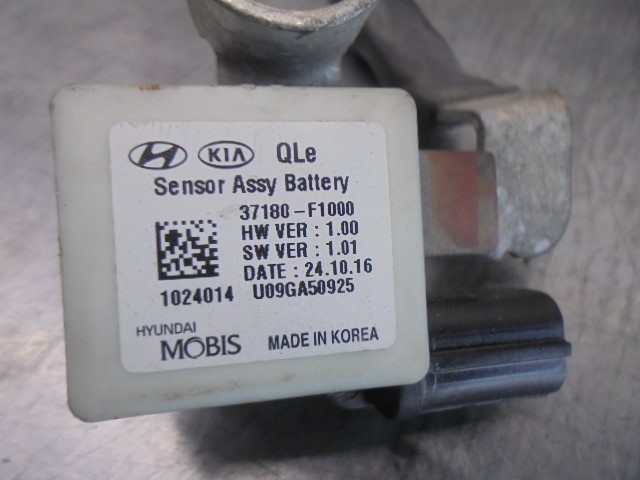 KIA QLe
Sensor Assy Battery
37180-F1000
HW VER : 1.00
SW VER : 1.01
DATE : 24.10.16
1024014 U09GA50925
HYUNDAI
MOBIS MADE IN KOREA